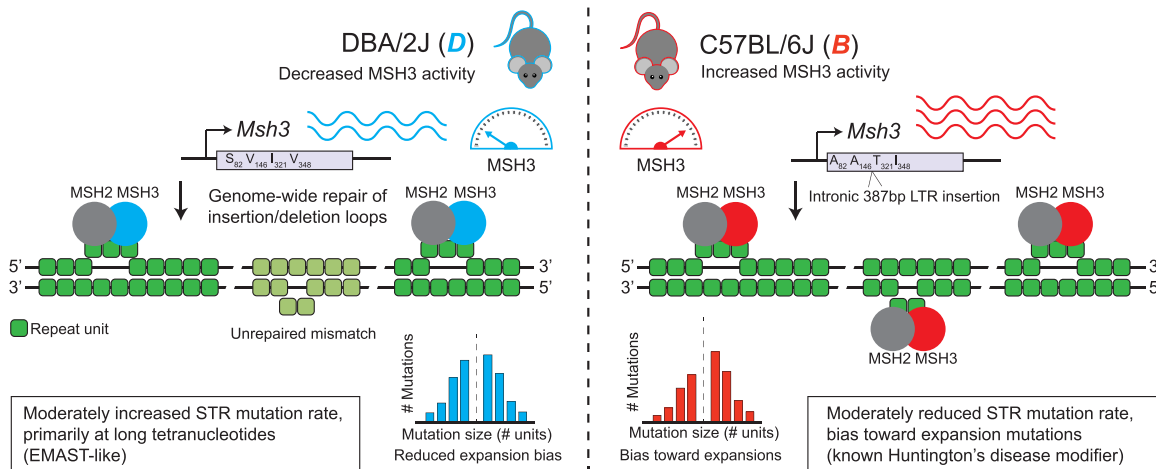 DBA/2J (D)
Decreased MSH3 activity
Msh3
S82 V146 I321 V348
MSH3
Genome-wide repair of
insertion/deletion loops
MSH2 MSH3
MSH2 MSH3
5’
3’
3’
5’
Repeat unit
Unrepaired mismatch
# Mutations
Mutation size (# units)
Reduced expansion bias
Moderately increased STR mutation rate,
primarily at long tetranucleotides
(EMAST-like)
C57BL/6J (B)
Increased MSH3 activity
MSH3
Msh3
A82 A146 T321 I348
Intronic 387bp LTR insertion
MSH2 MSH3
MSH2 MSH3
5’
3’
3’
5’
MSH2 MSH3
# Mutations
Mutation size (# units)
Bias toward expansions
Moderately reduced STR mutation rate,
bias toward expansion mutations
(known Huntington’s disease modifier)